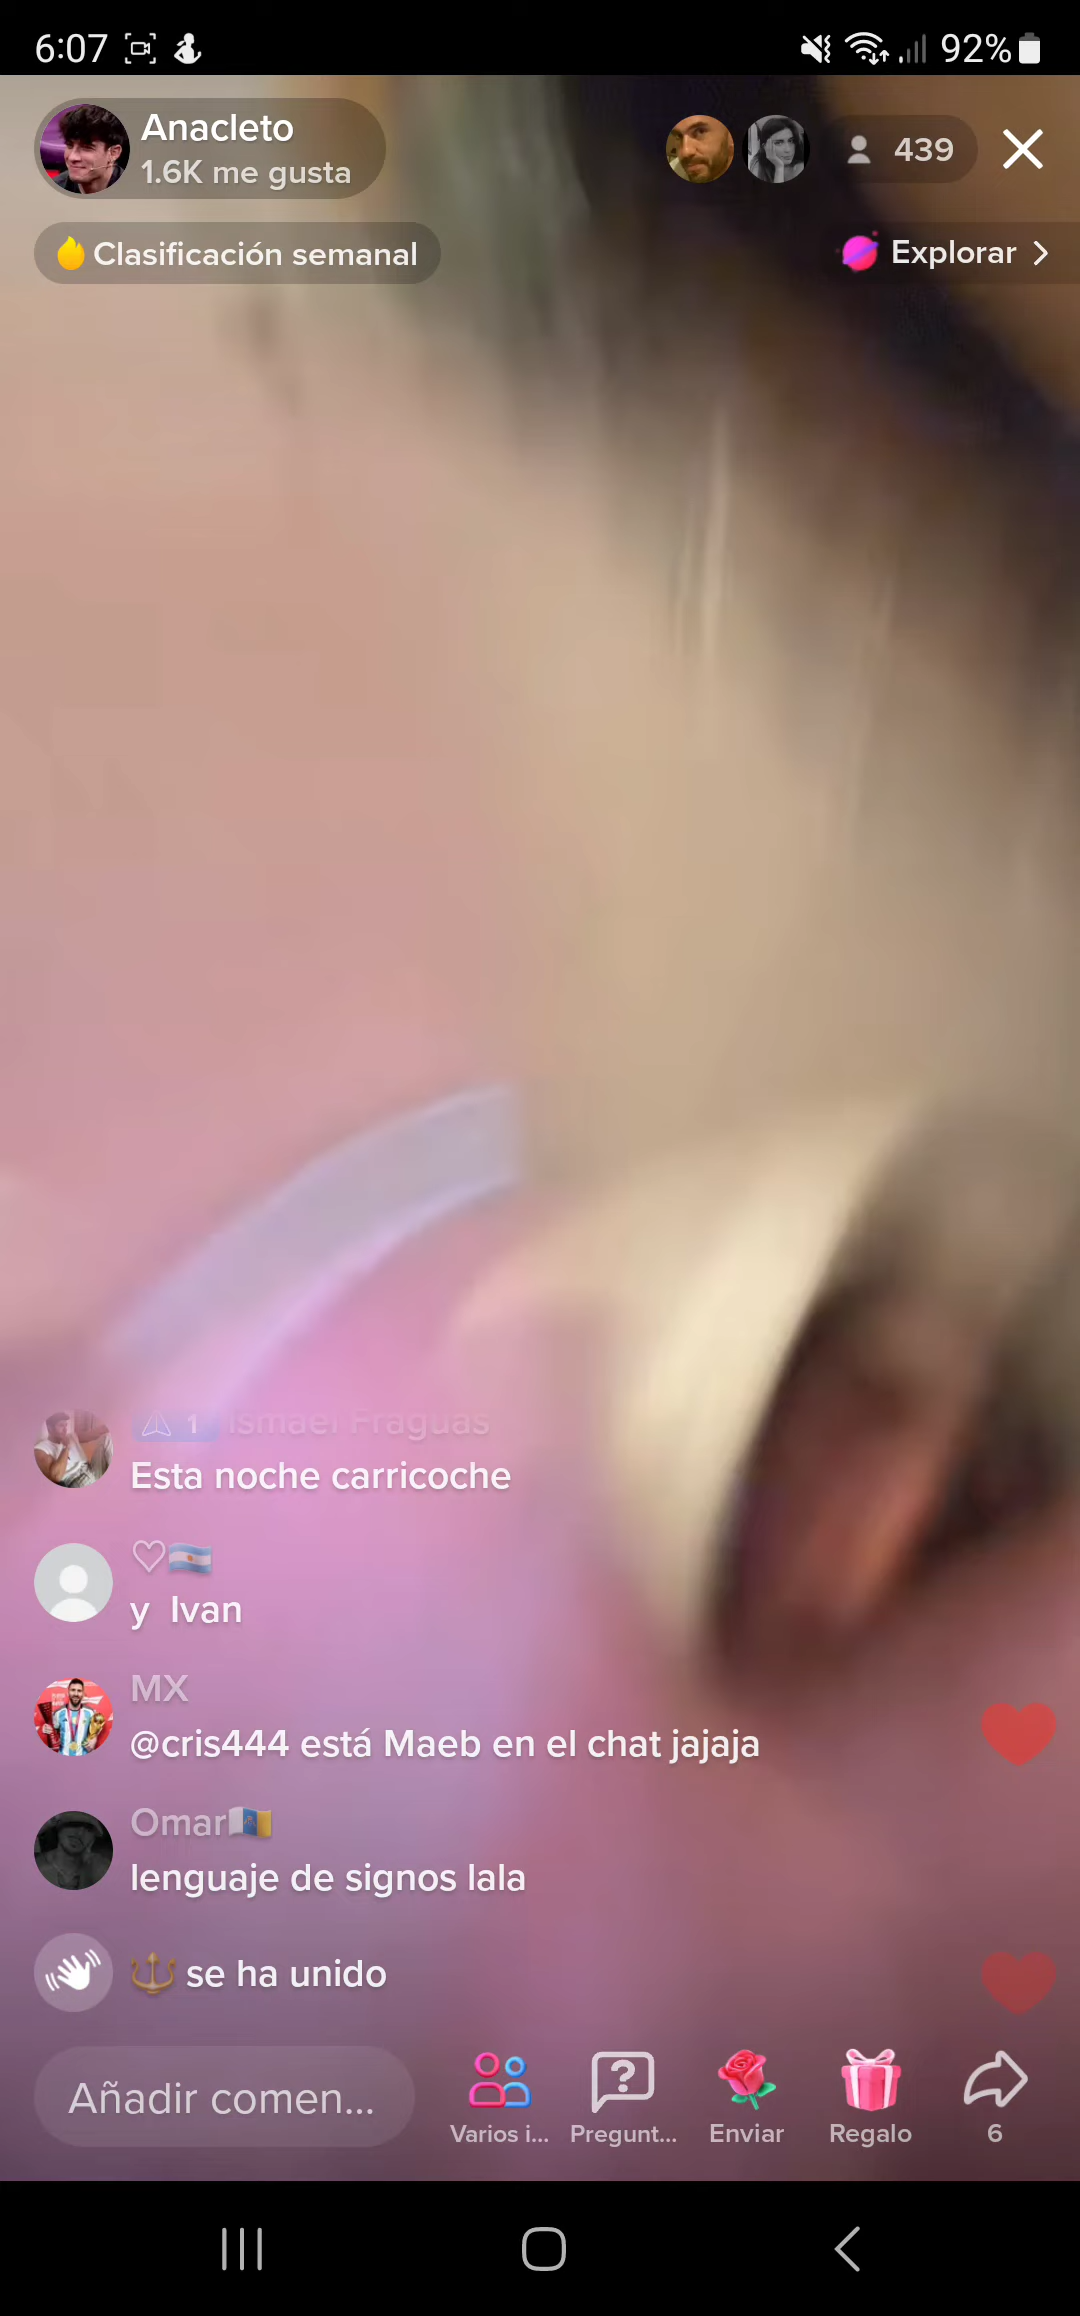 6:07
92%
Anacleto
1.6K me gusta
439
Clasificación semanal
Explorar
1 Ismael Fraguas
Esta noche carricoche
y Ivan
MX
@cris444 está Maeb en el chat jajaja
Omar
lenguaje de signos lala
se ha unido
Añadir comen...
Varios i...
Pregunt...
Enviar
Regalo
6